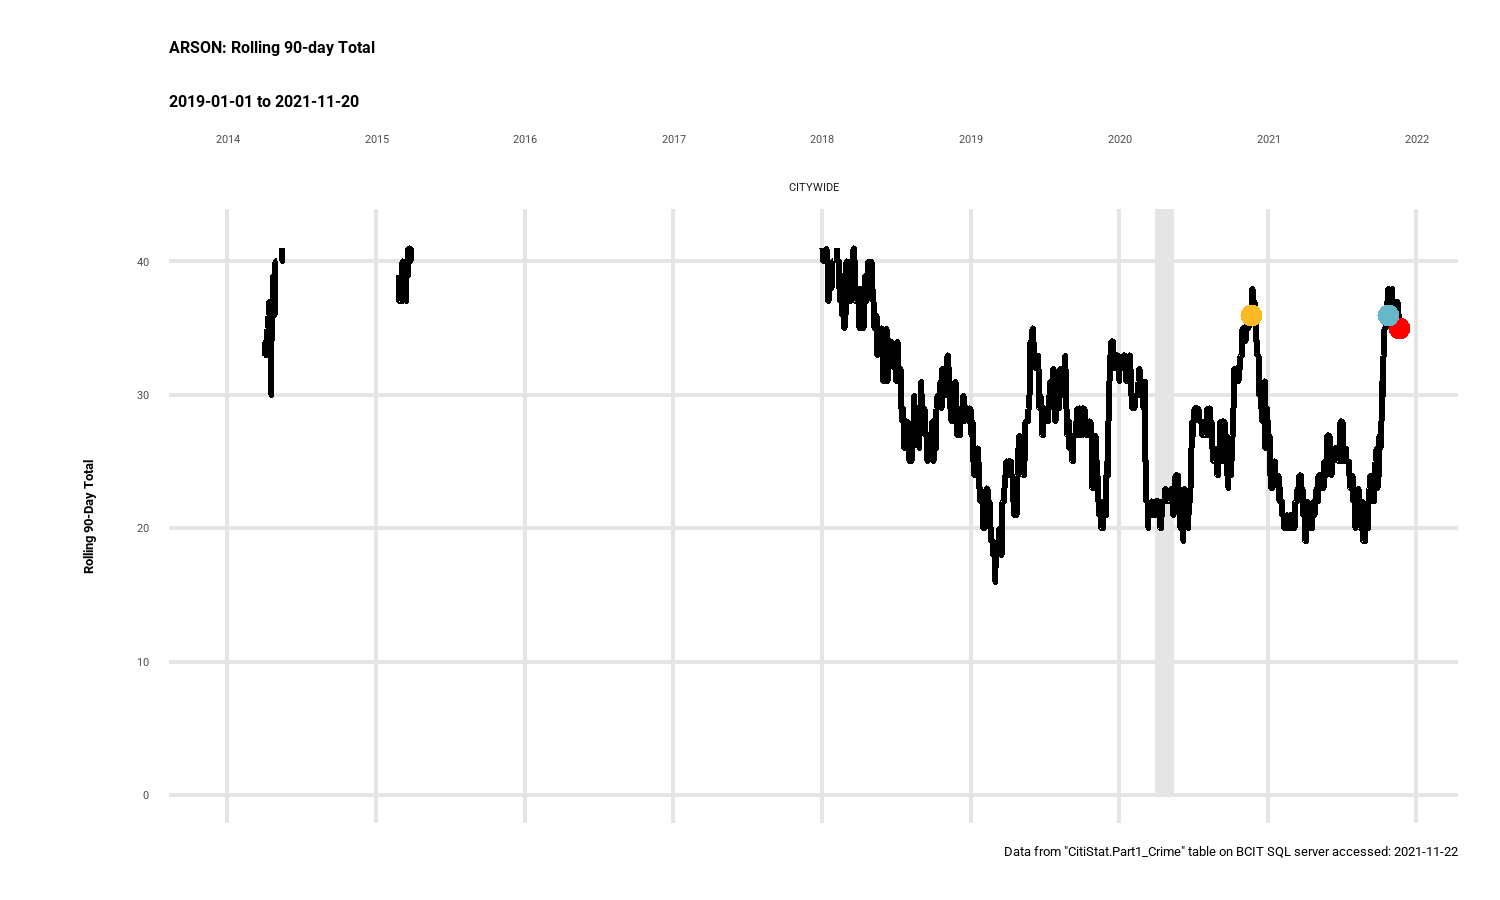 ARSON: Rolling 90-day Total
2019-01-01 to 2021-11-20
2014 2015 2016 2017 2018 2019 2020 2021 2022
CITYWIDE
40
30
20
10
0
Rolling 90-Day Total
Data from "CitiStat.Part1_Crime" table on BCIT SQL server accessed: 2021-11-22